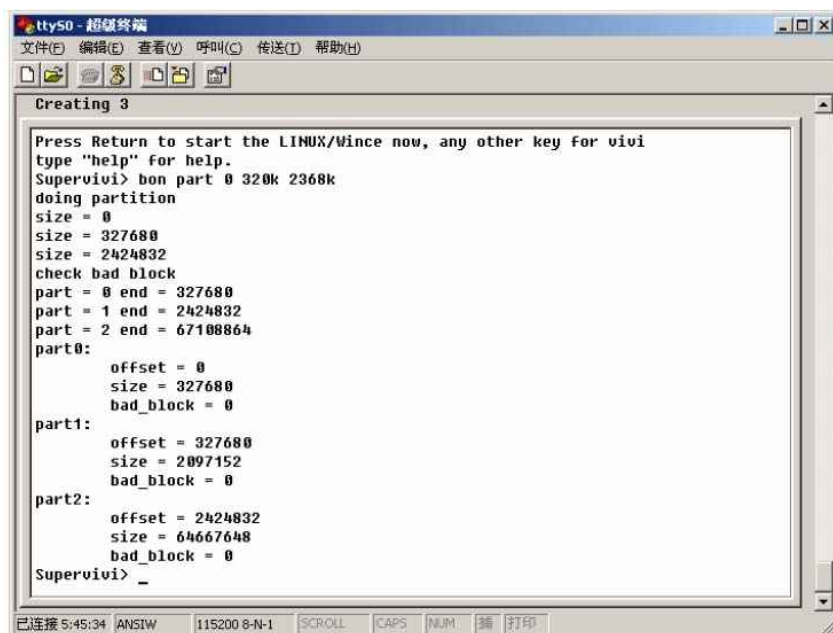 tty50 - 超级终端
文件(F) 编辑(E) 查看(V) 呼叫(C) 传送(T) 帮助(H)
Creating 3
Press Return to start the LINUX/Wince now, any other key for vivi
type "help" for help.
Supervivi> bon part 0 320k 2368k
doing partition
size = 0
size = 327680
size = 2424832
check bad block
part = 0 end = 327680
part = 1 end = 2424832
part = 2 end = 67108864
part0:
offset = 0
size = 327680
bad_block = 0
part1:
offset = 327680
size = 2097152
bad_block = 0
part2:
offset = 2424832
size = 64667648
bad_block = 0
Supervivi> _
已连接 5:45:34 ANSIW 115200 8-N-1 SCROLL CAPS NUM 捕 打印